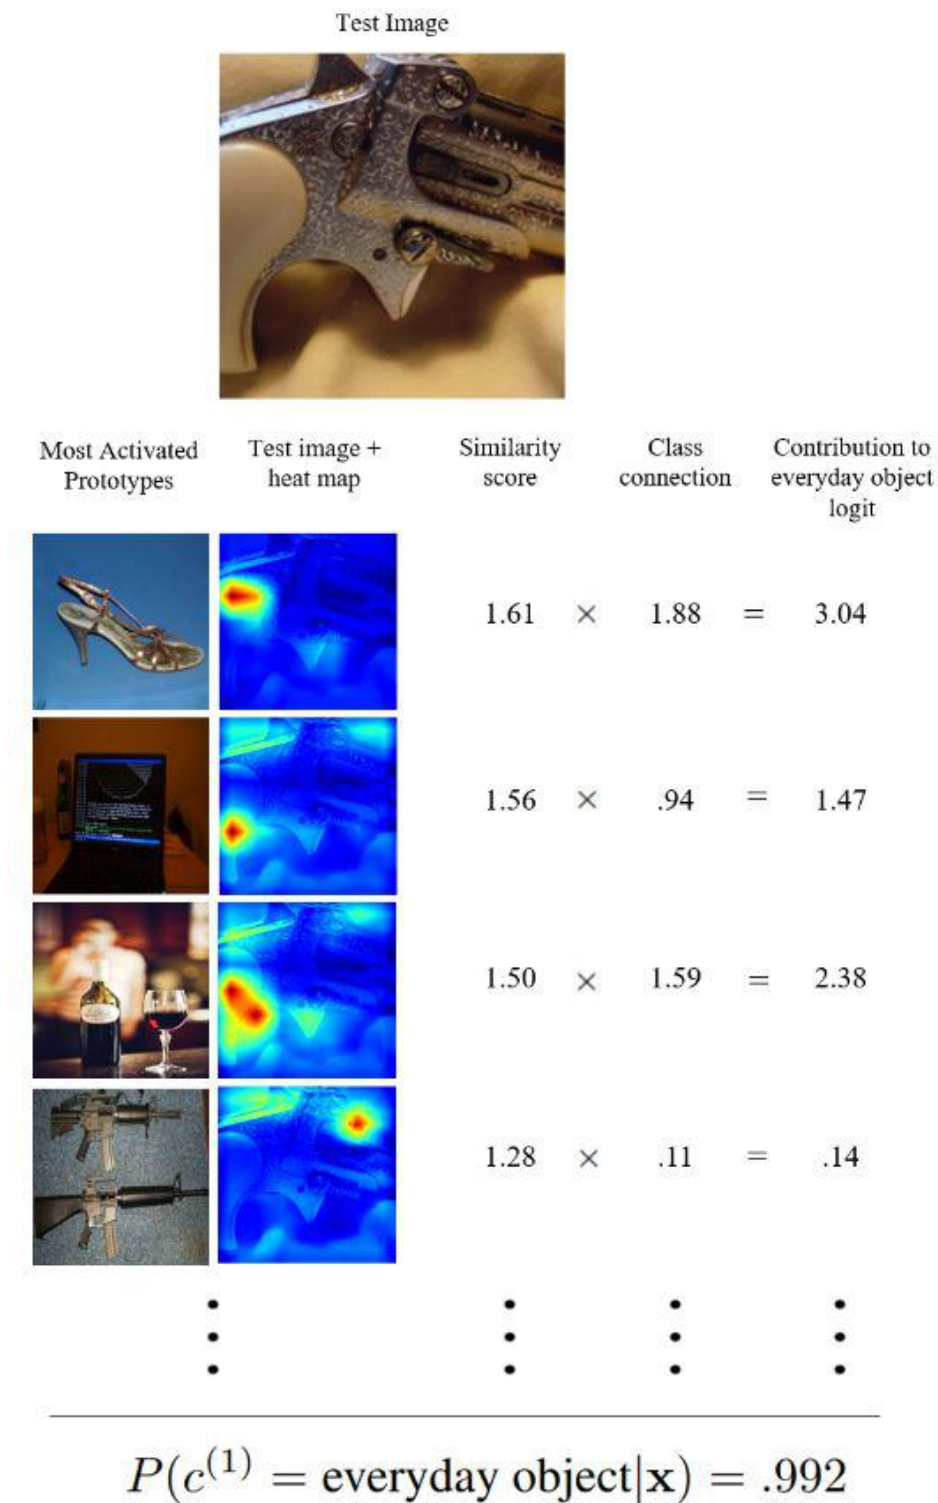 Test Image
Most Activated Prototypes
Test image + heat map
Similarity score
Class connection
Contribution to everyday object logit
1.61 × 1.88 = 3.04
1.56 × .94 = 1.47
1.50 × 1.59 = 2.38
1.28 × .11 = .14
P(c^{(1)} = everyday object|x) = .992